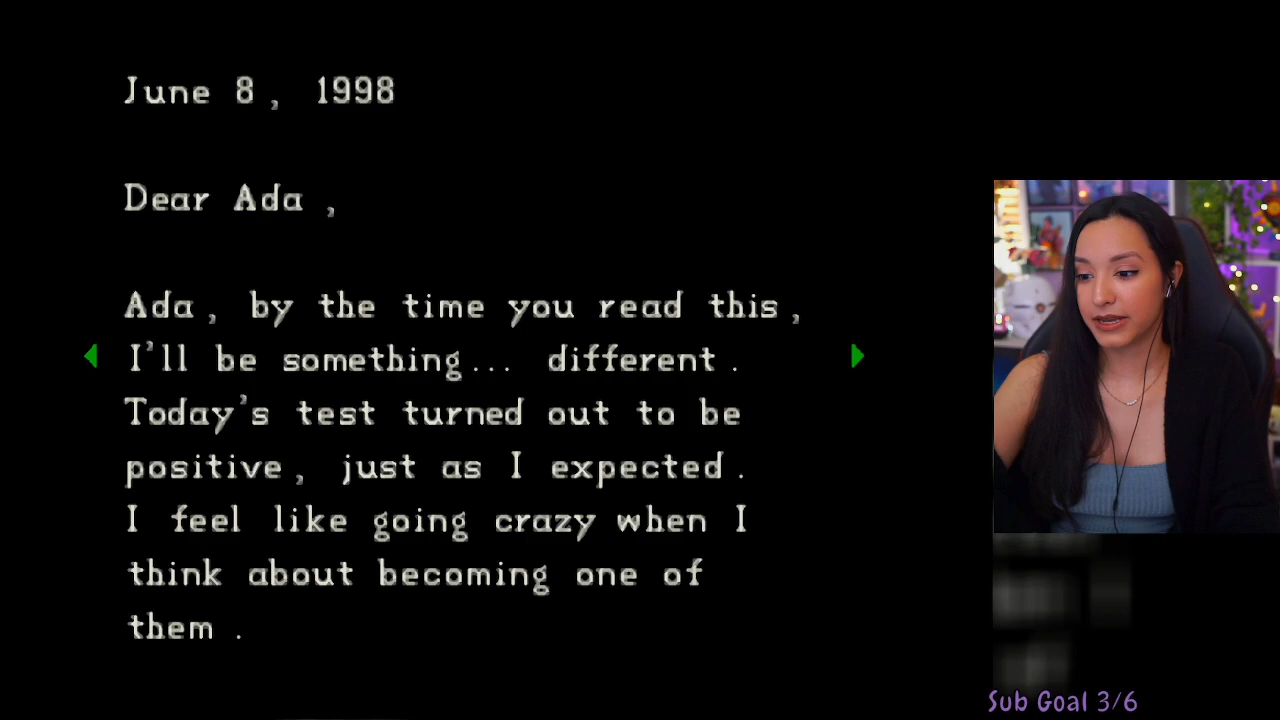 June 8, 1998
Dear Ada,
Ada, by the time you read this,
I'll be something... different.
Today's test turned out to be
positive, just as I expected.
I feel like going crazy when I
think about becoming one of
them.
Sub Goal 3/6